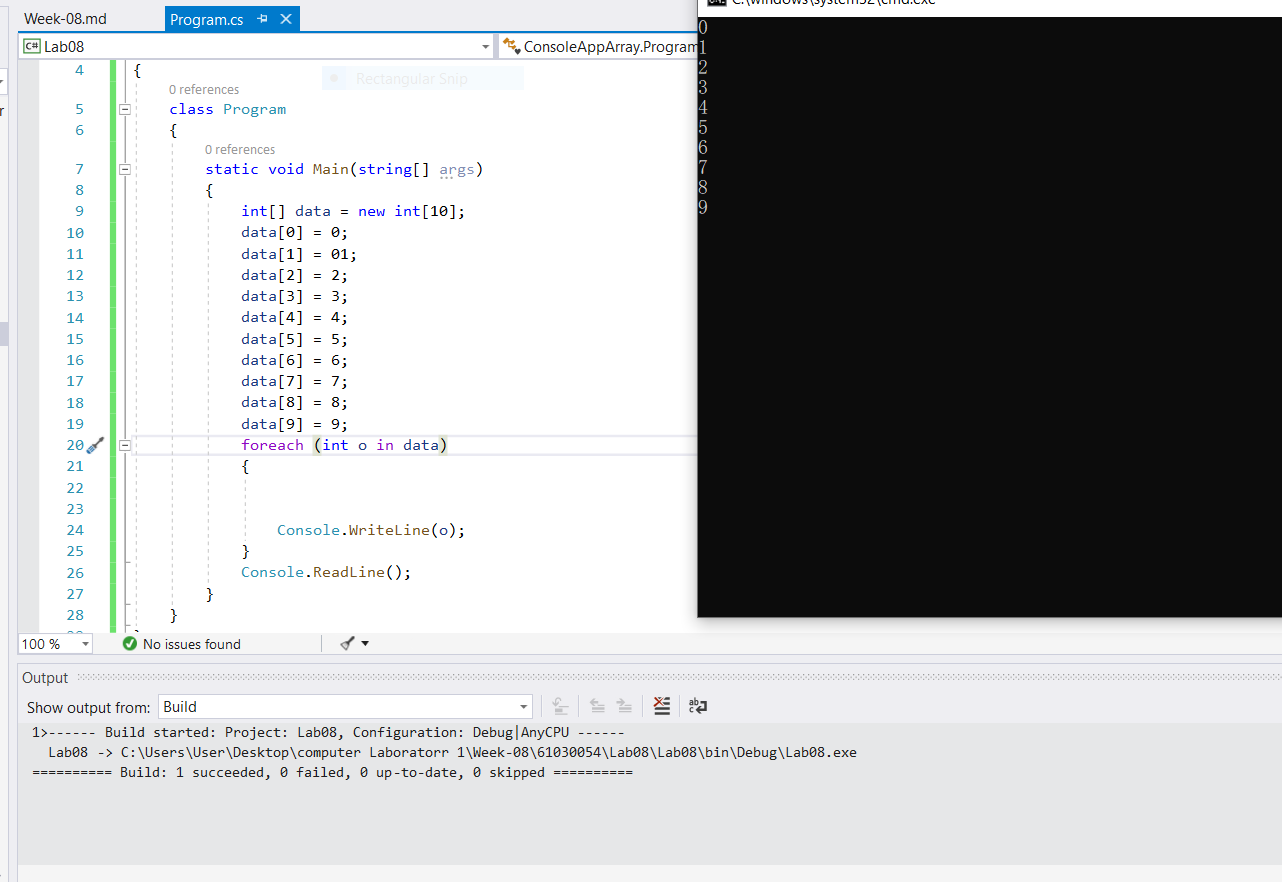 Week-08.md
Program.cs
C:\windows\system32\cmd.exe
C# Lab08
ConsoleAppArray.Program
Rectangular Snip
4 {
0 references
5 class Program
6 {
0 references
7 static void Main(string[] args)
8 {
9 int[] data = new int[10];
10 data[0] = 0;
11 data[1] = 01;
12 data[2] = 2;
13 data[3] = 3;
14 data[4] = 4;
15 data[5] = 5;
16 data[6] = 6;
17 data[7] = 7;
18 data[8] = 8;
19 data[9] = 9;
20 foreach (int o in data)
21 {
22
23
24 Console.WriteLine(o);
25 }
26 Console.ReadLine();
27 }
28 }
0
1
2
3
4
5
6
7
8
9
100 %
No issues found
Output
Show output from: Build
1>------ Build started: Project: Lab08, Configuration: Debug|AnyCPU ------
Lab08 -> C:\Users\User\Desktop\computer Laboratorr 1\Week-08\61030054\Lab08\Lab08\bin\Debug\Lab08.exe
========== Build: 1 succeeded, 0 failed, 0 up-to-date, 0 skipped ==========